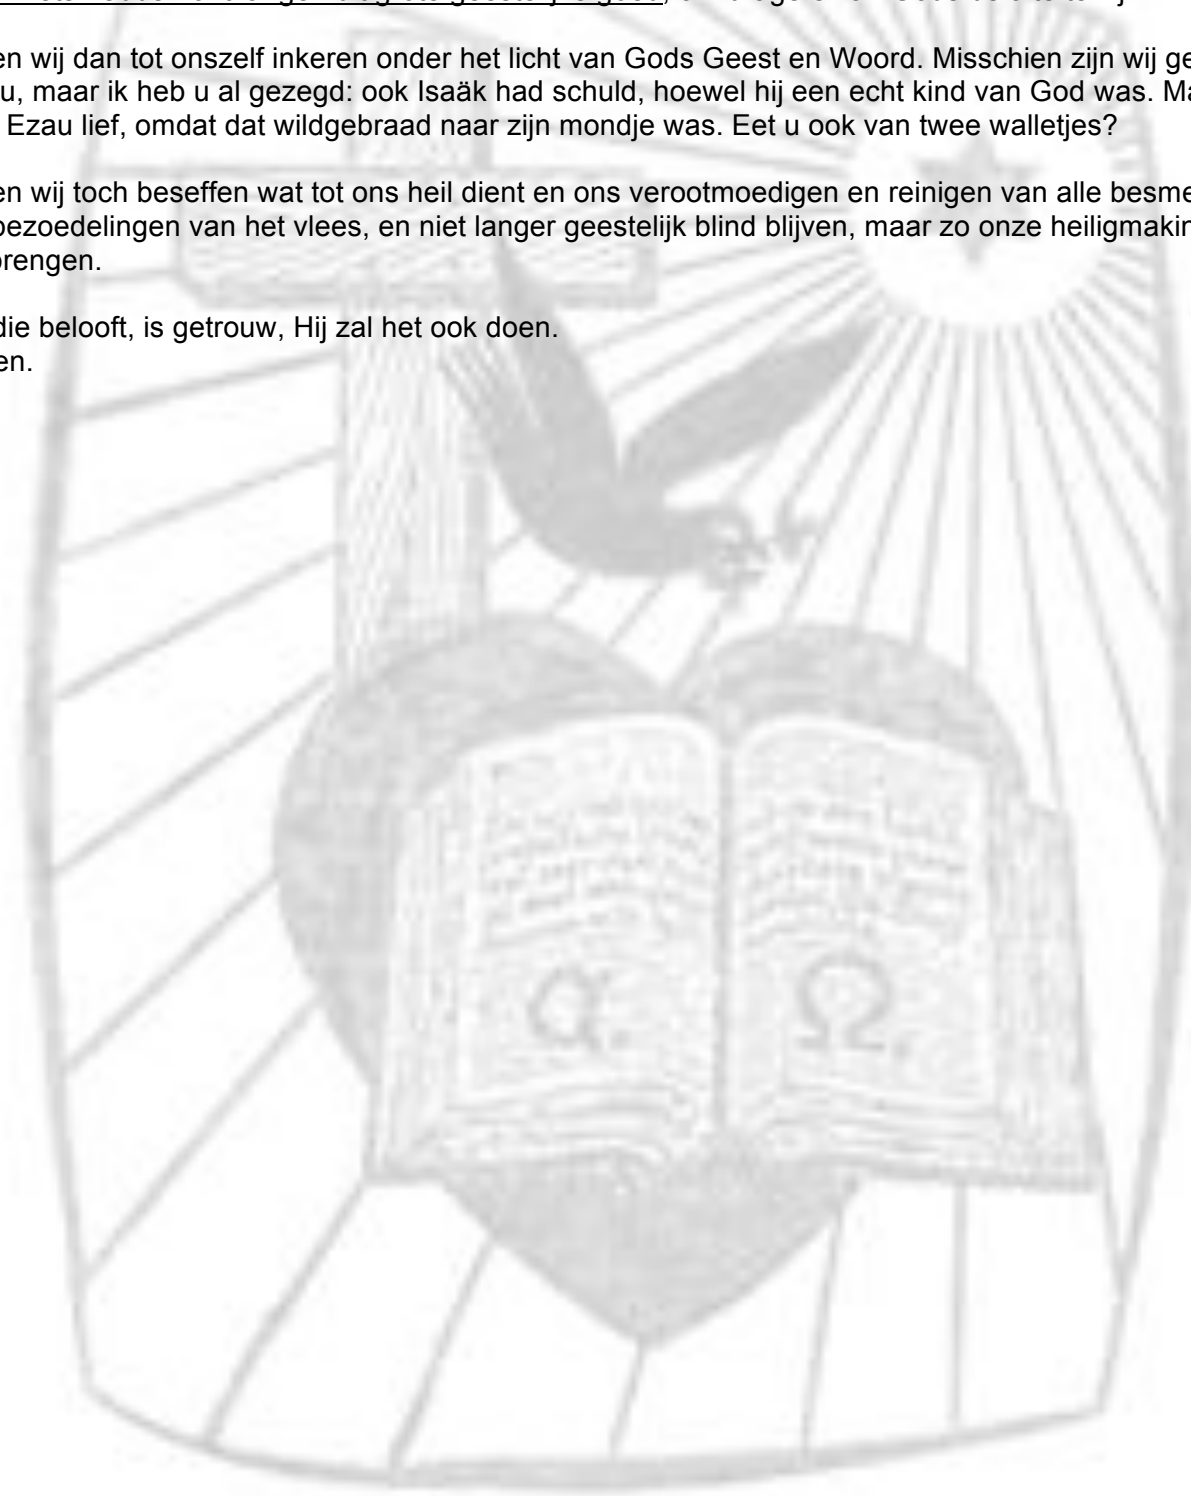 en wij dan tot onszelf inkeren onder het licht van Gods Geest en Woord. Misschien zijn wij ge
u, maar ik heb u al gezegd: ook Isaäk had schuld, hoewel hij een echt kind van God was. Ma
Ezau lief, omdat dat wildgebraad naar zijn mondje was. Eet u ook van twee walletjes?
en wij toch beseffen wat tot ons heil dient en ons verootmoedigen en reinigen van alle besme
bezoedelingen van het vlees, en niet langer geestelijk blind blijven, maar zo onze heiligmakin
brengen.
die belooft, is getrouw, Hij zal het ook doen.
en.
α. Ω.